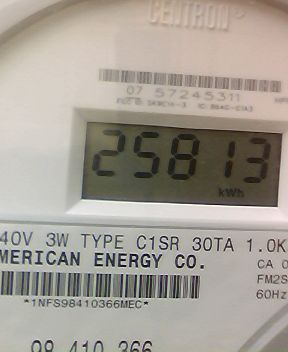 CENTRON
07 57245311
25813
kWh
40V 3W TYPE C1SR 30TA 1.0K
MERICAN ENERGY CO.
CA 0
FM2S
*1NFS98410366MEC*
60Hz
98 410 366